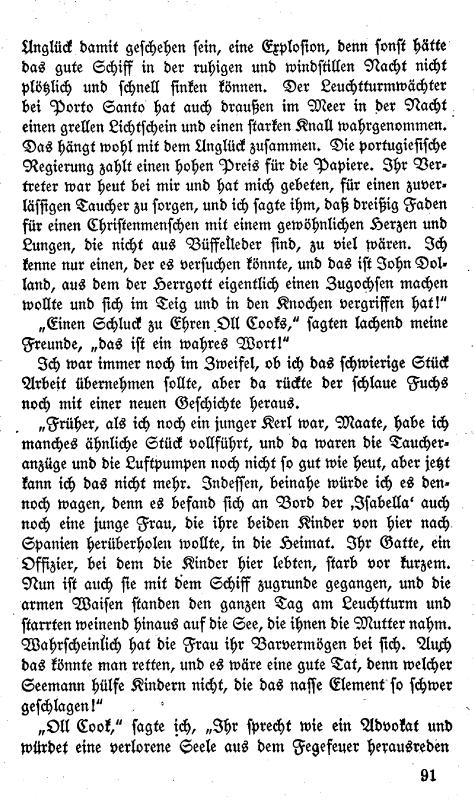 Unglück damit geschehen sein, eine Explosion, denn sonst hätte
das gute Schiff in der ruhigen und windstillen Nacht nicht
plötzlich und schnell sinken können. Der Leuchtturmwächter
bei Porto Santo hat auch draußen im Meer in der Nacht
einen grellen Lichtschein und einen starken Knall wahrgenommen.
Das hängt wohl mit dem Unglück zusammen. Die portugiesische
Regierung zahlt einen hohen Preis für die Papiere. Ihr Ver-
treter war heut bei mir und hat mich gebeten, für einen zuver-
lässigen Taucher zu sorgen, und ich sagte ihm, daß dreißig Faden
für einen Christenmenschen mit einem gewöhnlichen Herzen und
Lungen, die nicht aus Büffelleder sind, zu viel wären. Ich
kenne nur einen, der es versuchen könnte, und das ist John Dol-
land, aus dem der Herrgott eigentlich einen Zugochsen machen
wollte und sich im Teig und in den Knochen vergriffen hat!“
„Einen Schluck zu Ehren Oll Cooks,“ sagten lachend meine
Freunde, „das ist ein wahres Wort!“
Ich war immer noch im Zweifel, ob ich das schwierige Stück
Arbeit übernehmen sollte, aber da rückte der schlaue Fuchs
noch mit einer neuen Geschichte heraus.
„Früher, als ich noch ein junger Kerl war, Maate, habe ich
manches ähnliche Stück vollführt, und da waren die Taucher-
anzüge und die Luftpumpen noch nicht so gut wie heut, aber jetzt
kann ich das nicht mehr. Indessen, beinahe würde ich es den-
noch wagen, denn es befand sich an Bord der ‚Isabella‘ auch
noch eine junge Frau, die ihre beiden Kinder von hier nach
Spanien herüberholen wollte, in die Heimat. Ihr Gatte, ein
Offizier, bei dem die Kinder hier lebten, starb vor kurzem.
Nun ist auch sie mit dem Schiff zugrunde gegangen, und die
armen Waisen standen den ganzen Tag am Leuchtturm und
starrten weinend hinaus auf die See, die ihnen die Mutter nahm.
Wahrscheinlich hat die Frau ihr Barvermögen bei sich. Auch
das könnte man retten, und es wäre eine gute Tat, denn welcher
Seemann hülfe Kindern nicht, die das nasse Element so schwer
geschlagen!“
„Oll Cook,“ sagte ich, „Ihr sprecht wie ein Advokat und
würdet eine verlorene Seele aus dem Fegefeuer herausreden
91